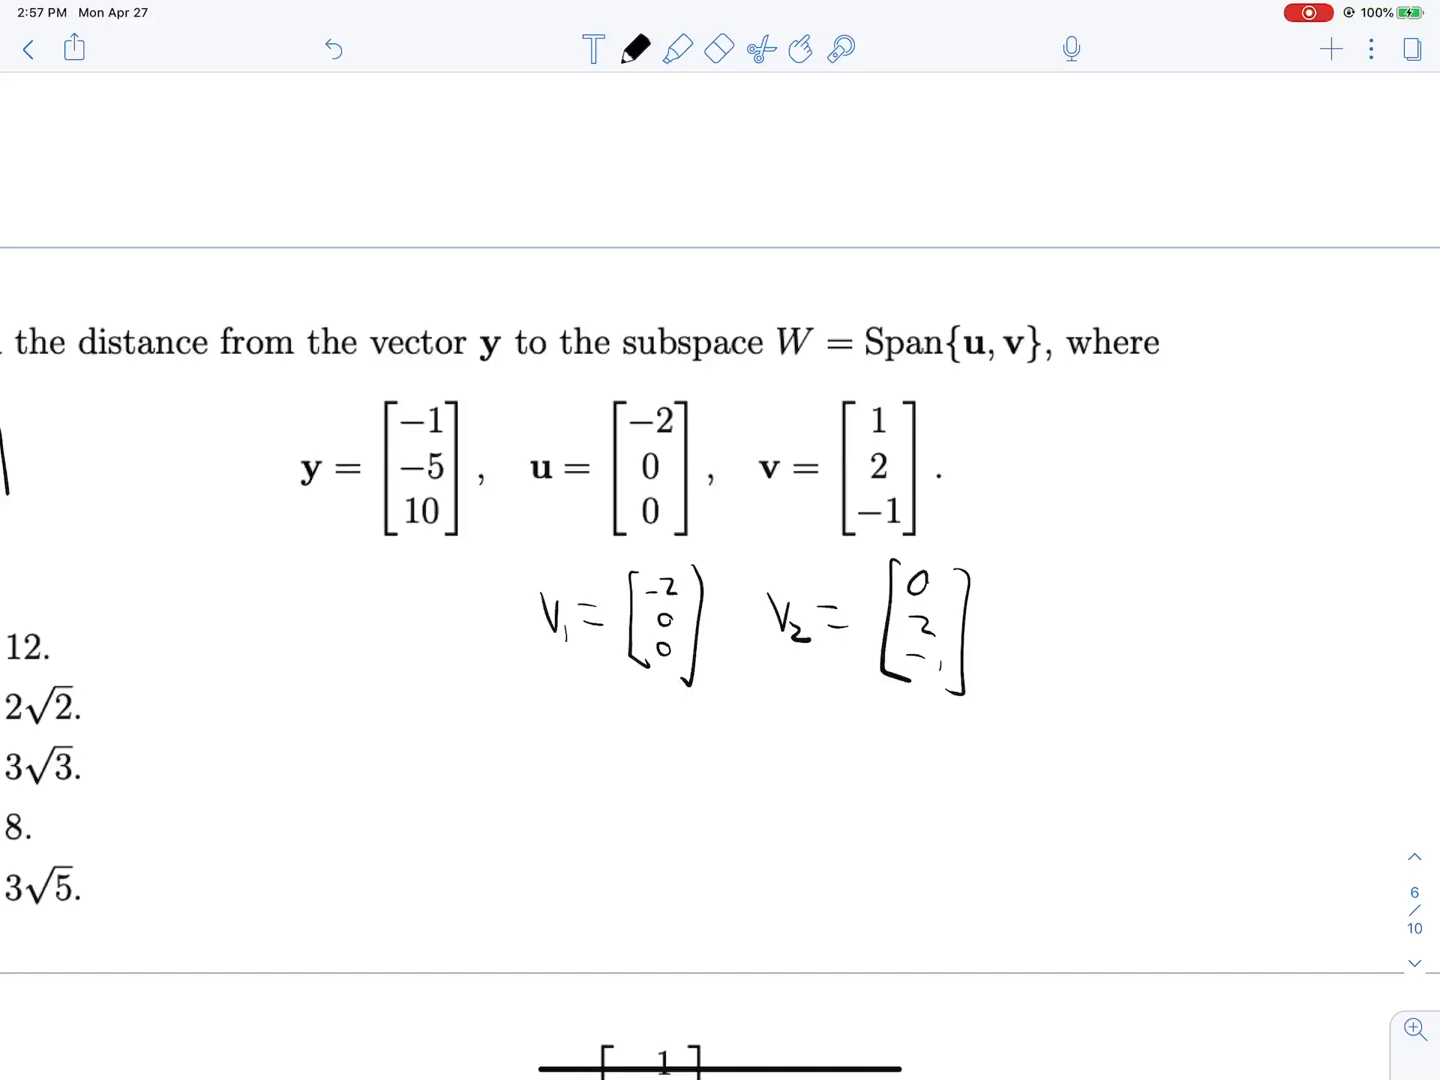 2:57 PM Mon Apr 27
100%
T
the distance from the vector y to the subspace W = Span{u, v}, where
y = [−1 −5 10], u = [−2 0 0], v = [1 2 −1].
V₁ = [−2 0 0] V₂ = [0 2 −1]
12.
2√2.
3√3.
8.
3√5.
6
/
10
1